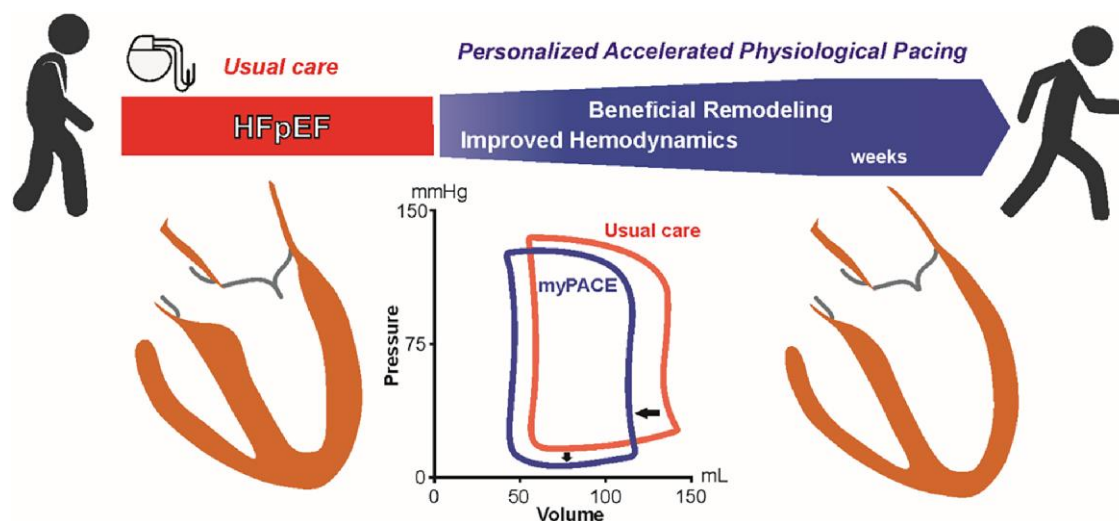 Usual care
Personalized Accelerated Physiological Pacing
HFpEF
Beneficial Remodeling
Improved Hemodynamics
weeks
mmHg
150
Usual care
myPACE
75
Pressure
0
mL
0
50
100
150
Volume